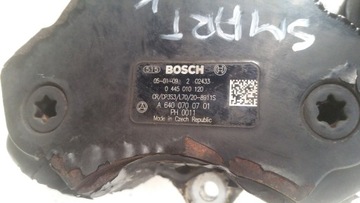 SMART
BOSCH
05-01-09 2 02433
0 445 010 120
CR/CP3S3/L70/20-8911S
A 640 070 07 01
PH 0011
Made in Czech Republic